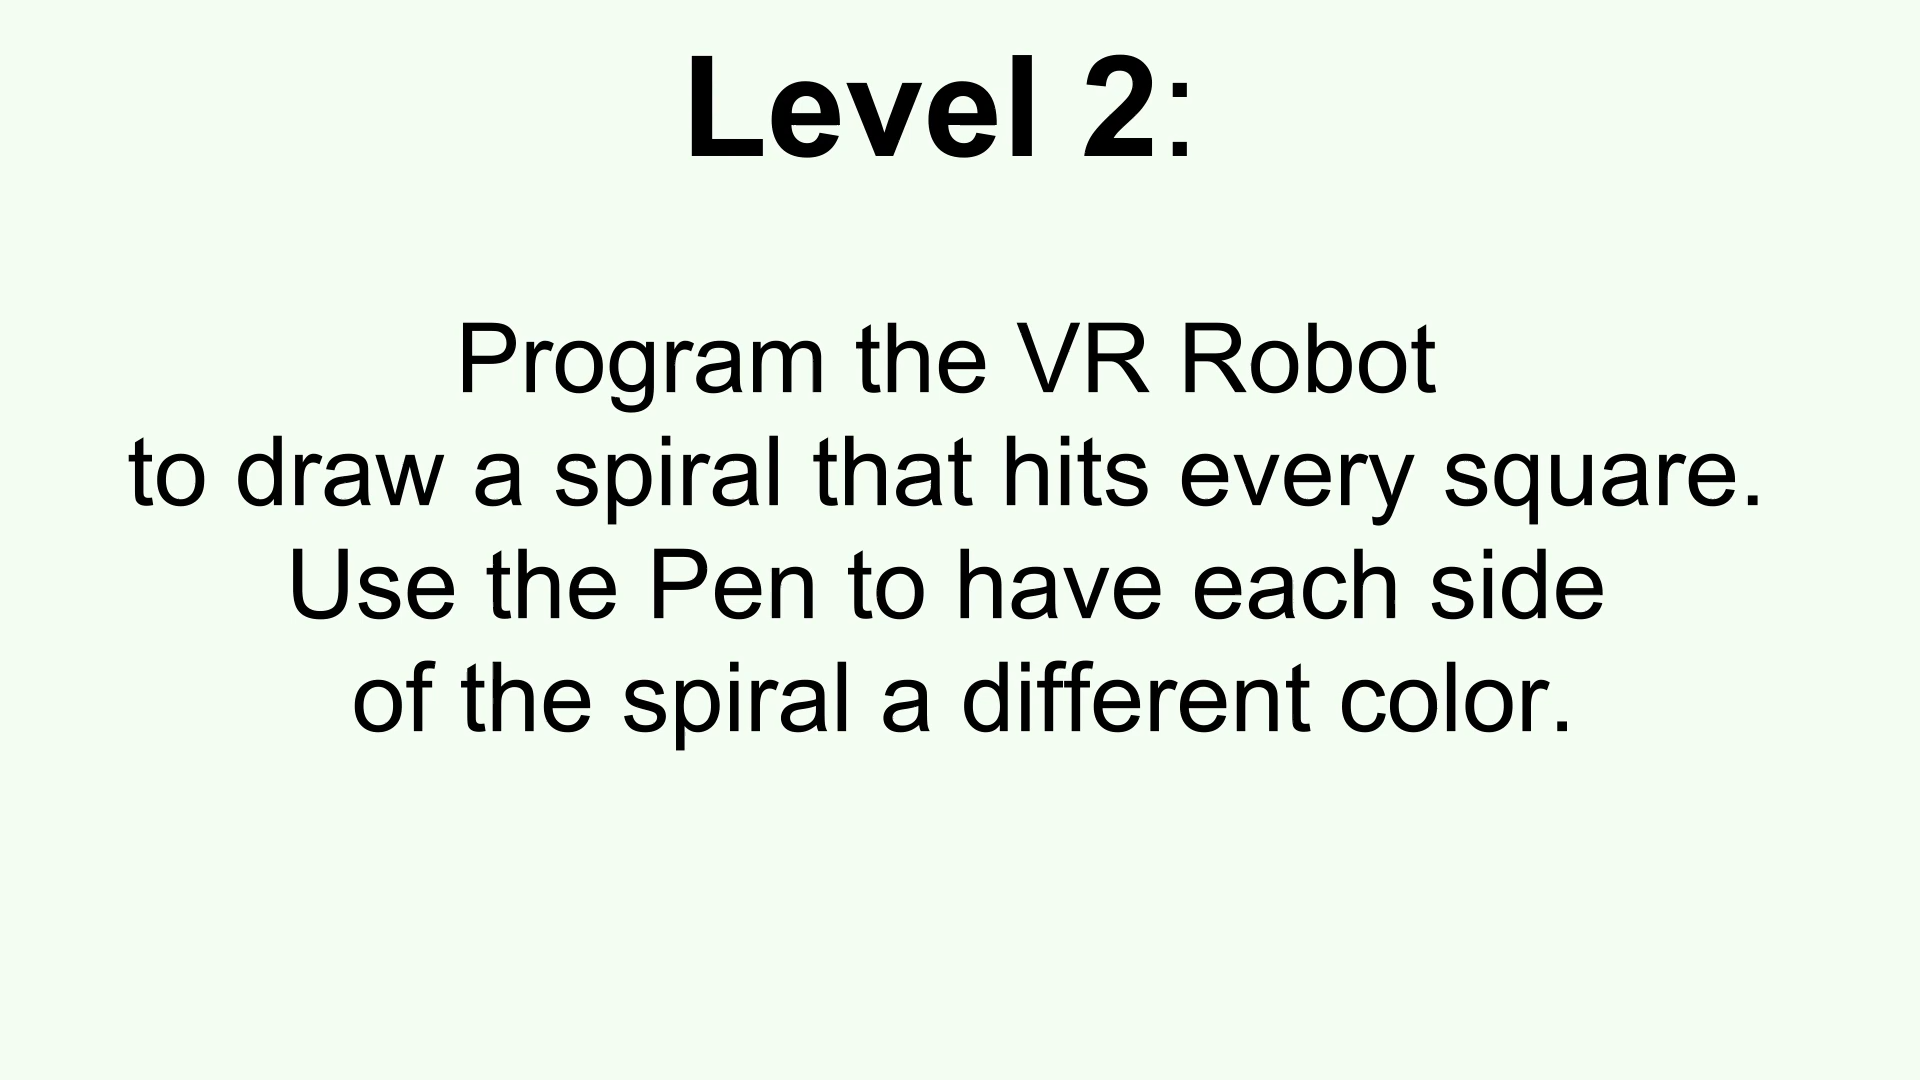 Level 2:
Program the VR Robot
to draw a spiral that hits every square.
Use the Pen to have each side
of the spiral a different color.